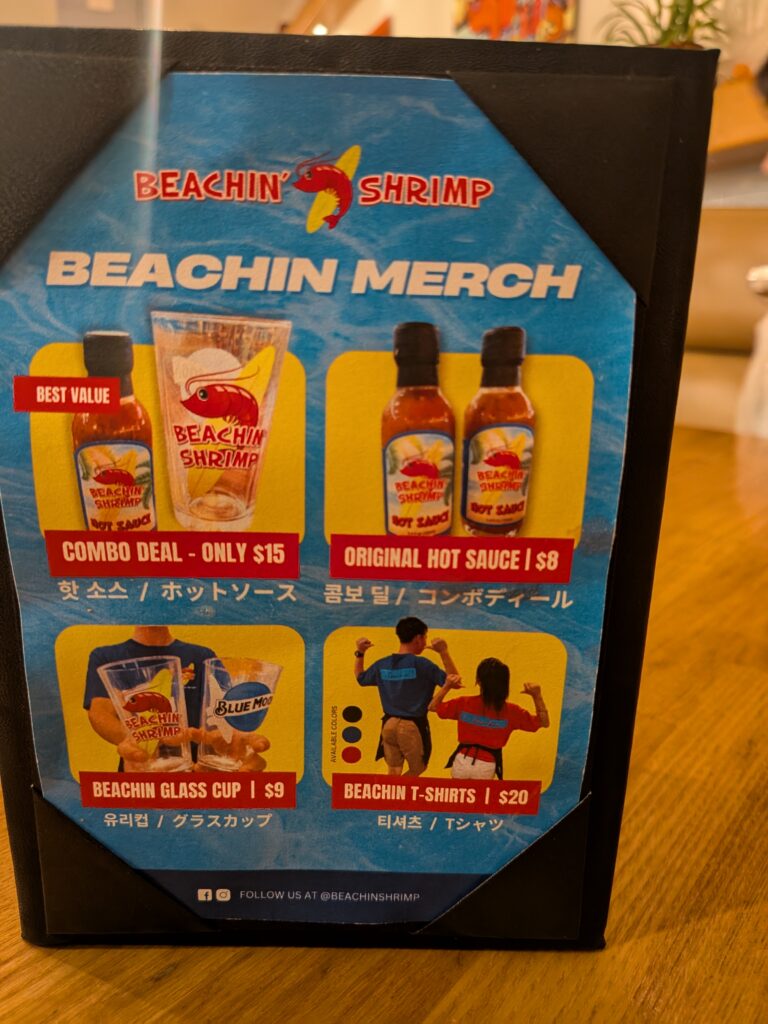 BEACHIN' SHRIMP
BEACHIN MERCH
BEST VALUE
BEACHIN
SHRIMP
HOT SAUCE
BEACHIN
SHRIMP
COMBO DEAL - ONLY $15
핫 소스 / ホットソース
BEACHIN
SHRIMP
HOT SAUCE
BEACHIN
SHRIMP
HOT SAUCE
ORIGINAL HOT SAUCE | $8
콤보 딜 / コンボディール
BEACHIN
SHRIMP
BLUE MOO
BEACHIN GLASS CUP | $9
유리컵 / グラスカップ
AVAILABLE COLORS
BEACHIN T-SHIRTS | $20
티셔츠 / Tシャツ
FOLLOW US AT @BEACHINSHRIMP